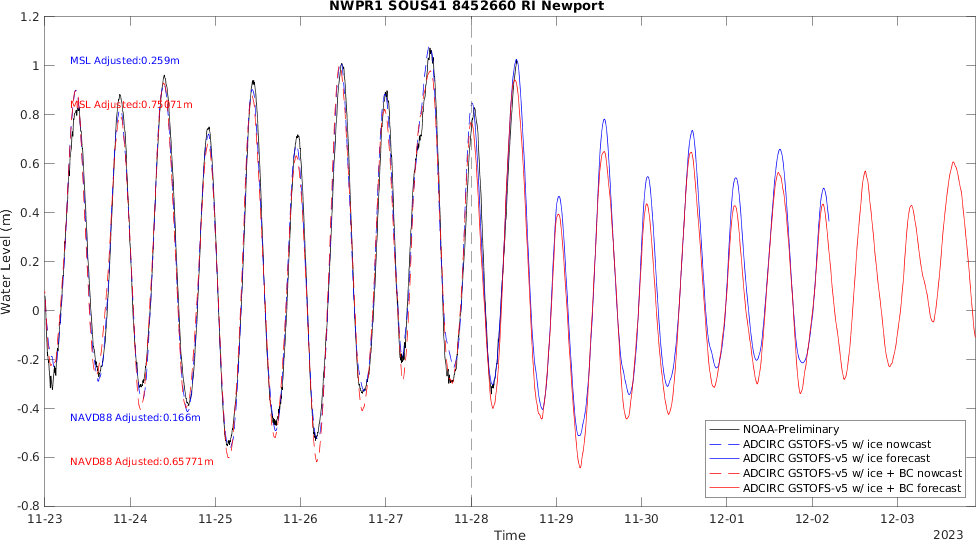 NWPR1 SOUS41 8452660 RI Newport
1.2
1
0.8
0.6
0.4
0.2
0
-0.2
-0.4
-0.6
-0.8
Water Level (m)
MSL Adjusted:0.259m
MSL Adjusted:0.75071m
NAVD88 Adjusted:0.166m
NAVD88 Adjusted:0.65771m
NOAA-Preliminary
ADCIRC GSTOFS-v5 w/ ice nowcast
ADCIRC GSTOFS-v5 w/ ice forecast
ADCIRC GSTOFS-v5 w/ ice + BC nowcast
ADCIRC GSTOFS-v5 w/ ice + BC forecast
11-23 11-24 11-25 11-26 11-27 11-28 11-29 11-30 12-01 12-02 12-03
Time
2023